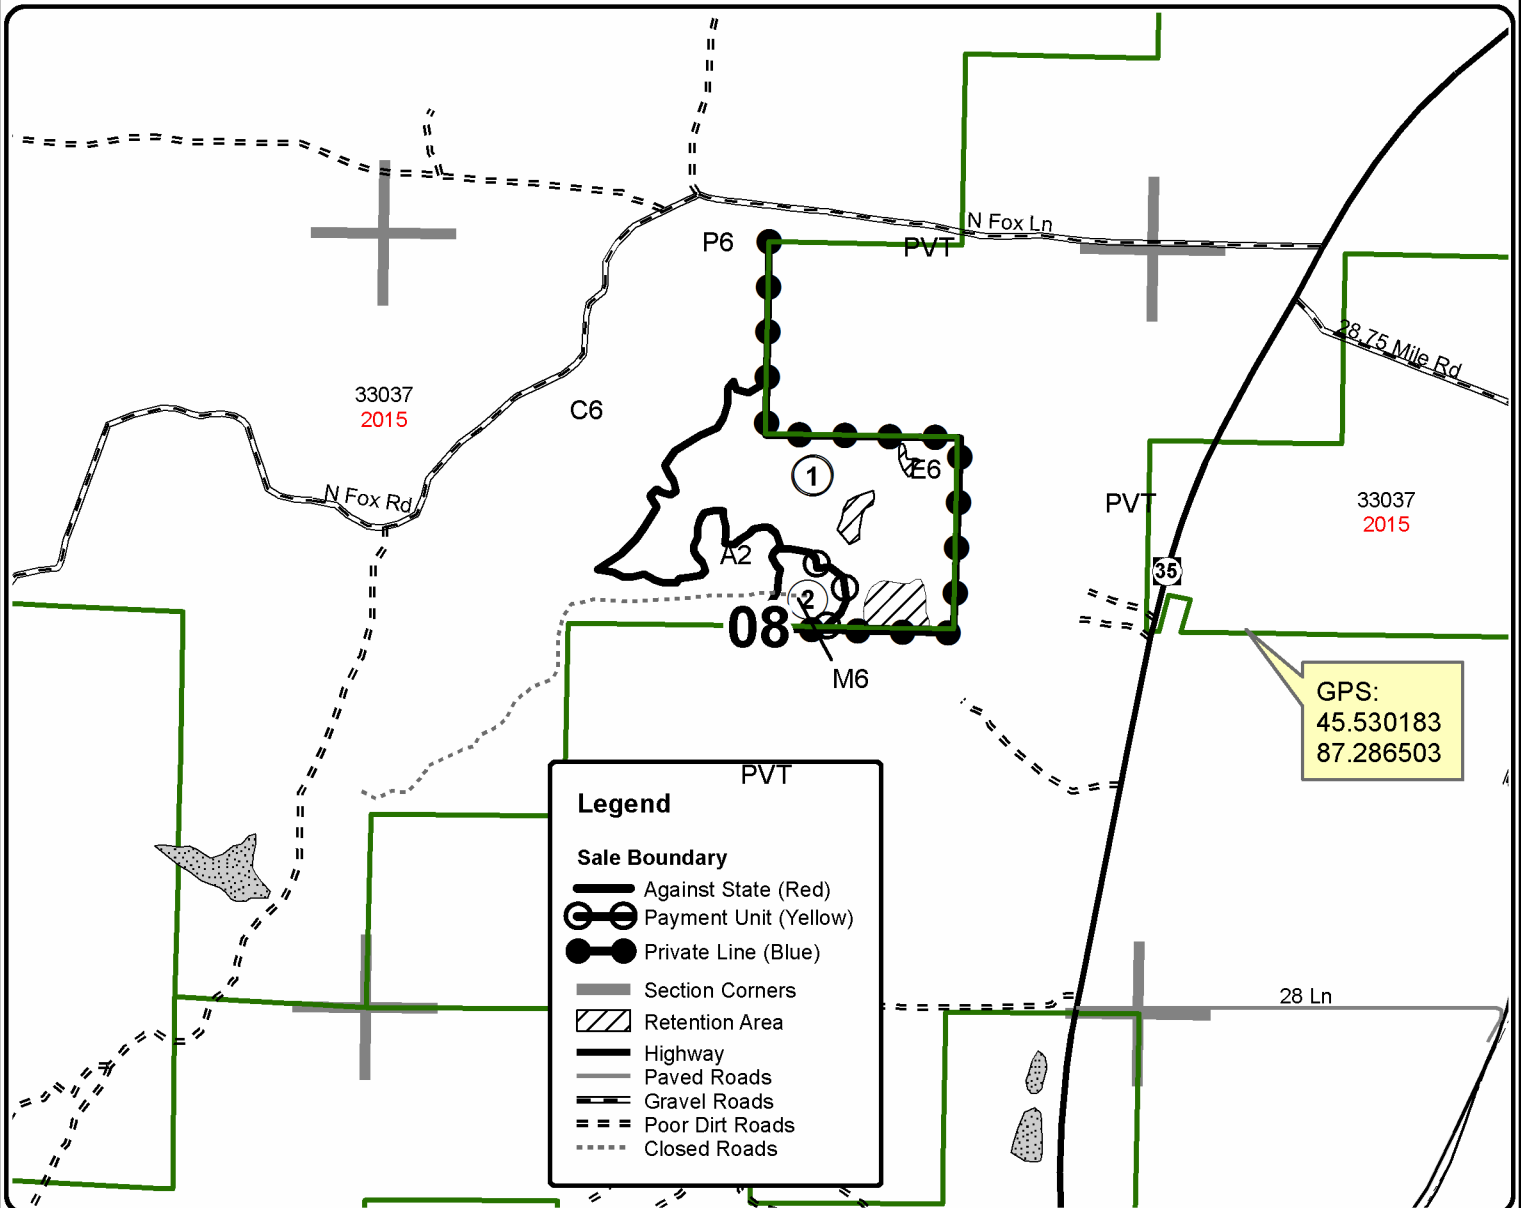 N Fox Ln
P6
PVT
28.75 Mile Rd
33037
2015
C6
1
E6
N Fox Rd
PVT
33037
2015
A2
35
2
08
M6
GPS:
45.530183
87.286503
PVT
Legend
Sale Boundary
Against State (Red)
Payment Unit (Yellow)
Private Line (Blue)
Section Corners
Retention Area
Highway
Paved Roads
Gravel Roads
Poor Dirt Roads
Closed Roads
28 Ln